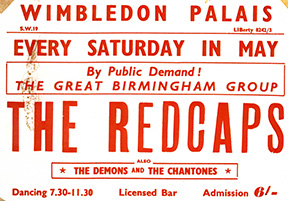 WIMBLEDON PALAIS
S.W.19 LIBerty 8242/3
EVERY SATURDAY IN MAY
By Public Demand!
THE GREAT BIRMINGHAM GROUP
THE REDCAPS
ALSO
★ THE DEMONS AND THE CHANTONES ★
Dancing 7.30-11.30 Licensed Bar Admission 6/-